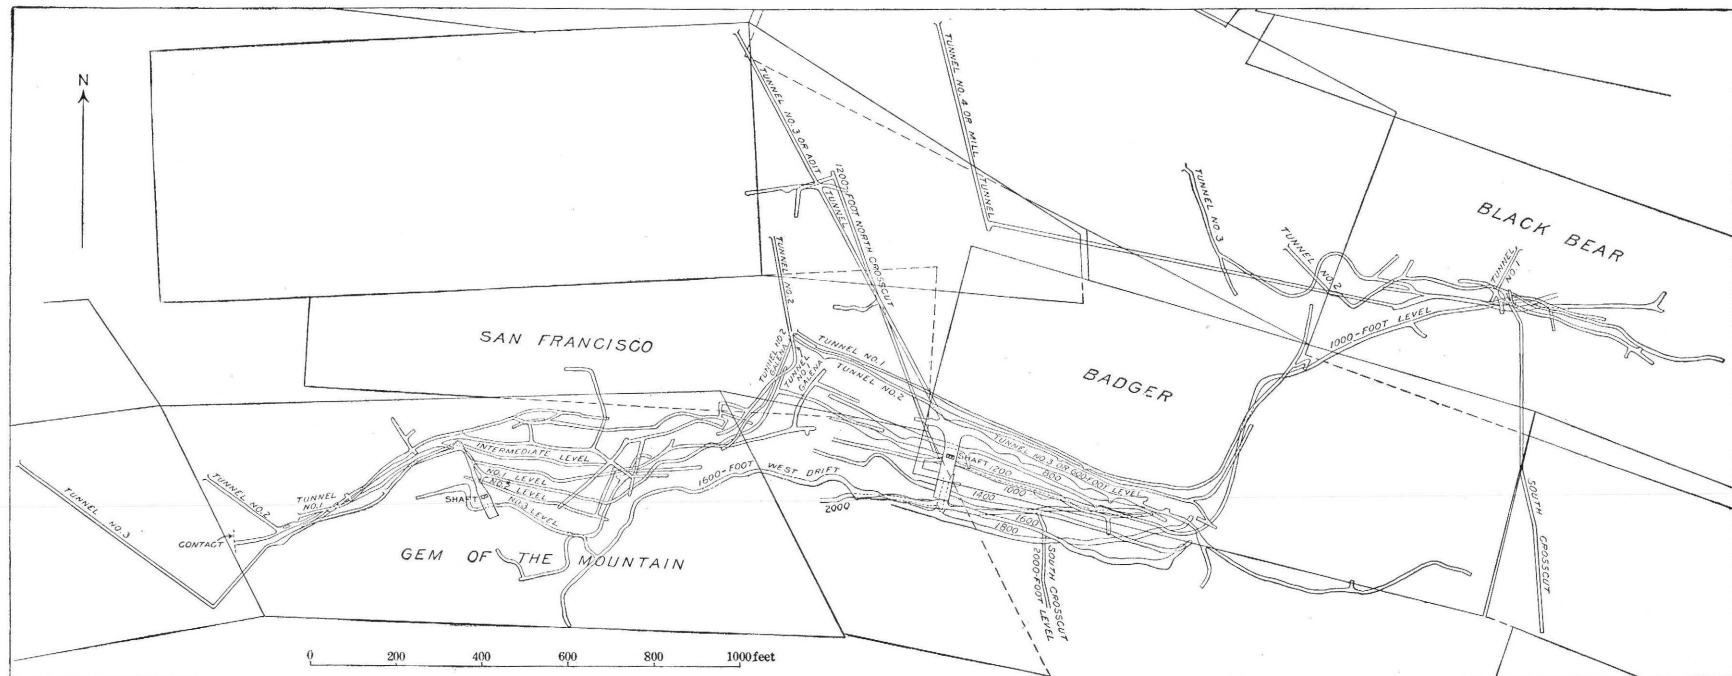 N
TUNNEL NO. 3 OR ADIT
TUNNEL
1200-FOOT NORTH CROSSCUT
TUNNEL NO. 4 OR MILL
TUNNEL
TUNNEL NO 3
TUNNEL NO. 2
BLACK BEAR
TUNNEL
NO. 1
1000-FOOT LEVEL
TUNNEL NO. 2
SAN FRANCISCO
TUNNEL NO. 2
GALENA
TUNNEL
NO. 1
GALENA
TUNNEL NO. 1
TUNNEL NO. 2
BADGER
INTERMEDIATE LEVEL
NO. 1 LEVEL
NO. 2 LEVEL
NO. 3 LEVEL
SHAFT
1600-FOOT WEST DRIFT
2000
SHAFT
TUNNEL NO. 3 OR 600-FOOT LEVEL
800
1000
1200
1400
1600
1800
TUNNEL NO. 3
TUNNEL NO. 2
TUNNEL
NO. 1
CONTACT
GEM OF THE MOUNTAIN
SOUTH CROSSCUT
2000-FOOT LEVEL
SOUTH CROSSCUT
0 200 400 600 800 1000 feet